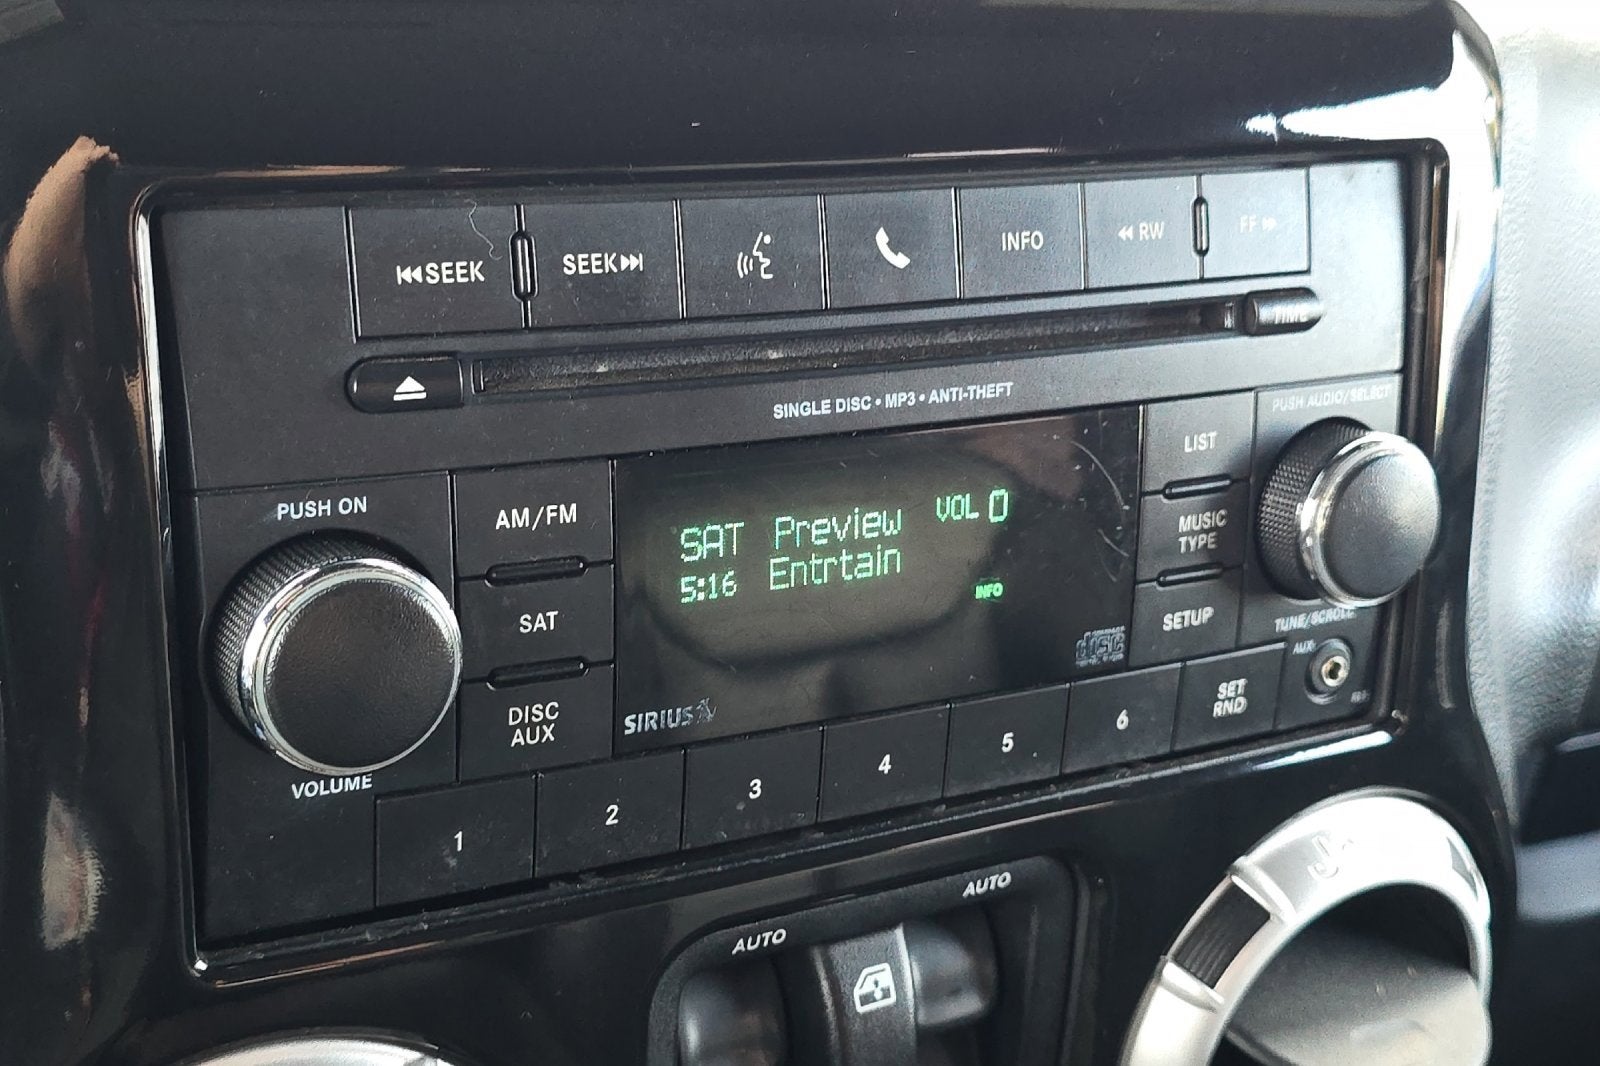 SEEK
SEEK
INFO
RW
FF
TIME
SINGLE DISC • MP3 • ANTI-THEFT
PUSH AUDIO/SELECT
PUSH ON
VOLUME
AM/FM
SAT
DISC
AUX
SAT Preview VOL 0
5:16 Entrtain
INFO
SIRIUS
COMPACT
disc
LIST
MUSIC
TYPE
SETUP
TUNE/SCROLL
AUX
1
2
3
4
5
6
SET
RND
AUTO
AUTO